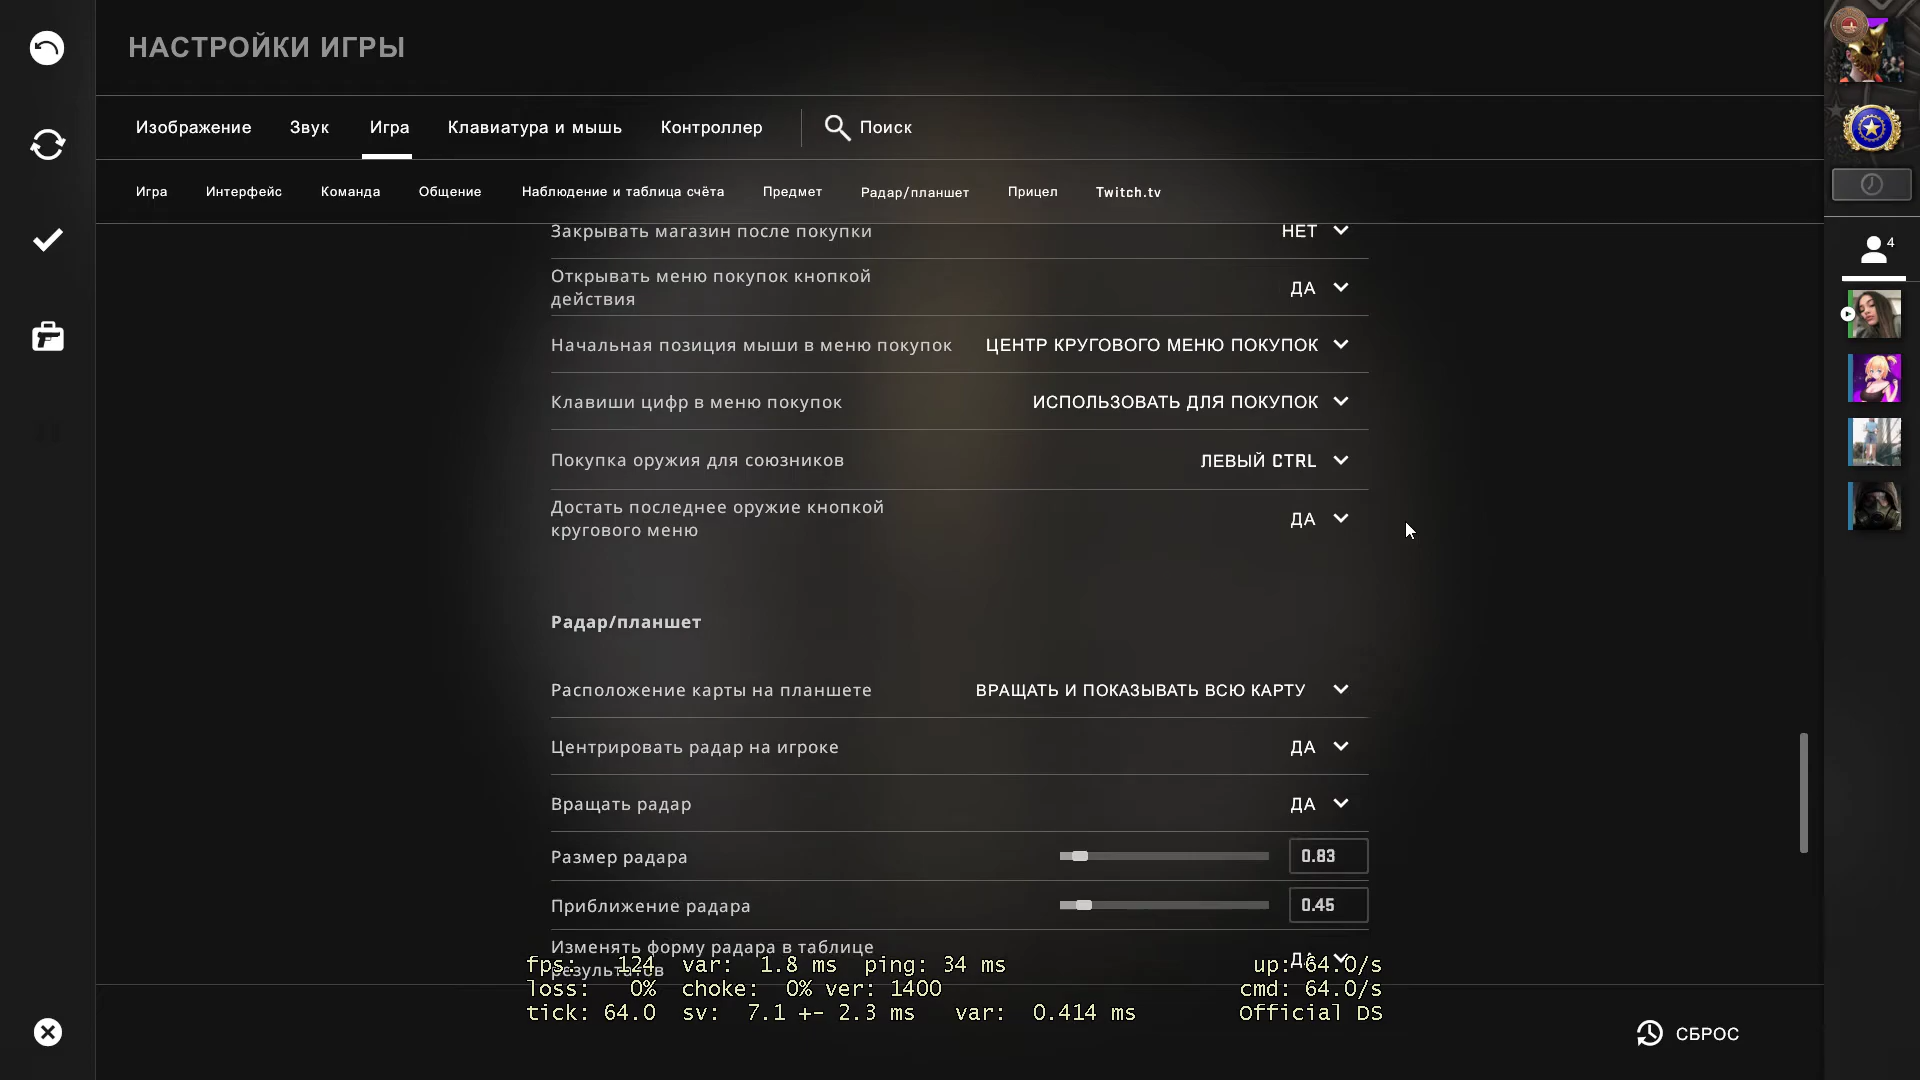 НАСТРОЙКИ ИГРЫ
Изображение Звук Игра Клавиатура и мышь Контроллер Поиск
Игра Интерфейс Команда Общение Наблюдение и таблица счёта Предмет Радар/планшет Прицел Twitch.tv
Закрывать магазин после покупки НЕТ
4
Открывать меню покупок кнопкой
действия ДА
Начальная позиция мыши в меню покупок ЦЕНТР КРУГОВОГО МЕНЮ ПОКУПОК
Клавиши цифр в меню покупок ИСПОЛЬЗОВАТЬ ДЛЯ ПОКУПОК
Покупка оружия для союзников ЛЕВЫЙ CTRL
Достать последнее оружие кнопкой
кругового меню ДА
Радар/планшет
Расположение карты на планшете ВРАЩАТЬ И ПОКАЗЫВАТЬ ВСЮ КАРТУ
Центрировать радар на игроке ДА
Вращать радар ДА
Размер радара 0.83
Приближение радара 0.45
Изменять форму радара в таблице
результатов ДА
fps: 124 var: 1.8 ms ping: 34 ms up: 64.0/s
loss: 0% choke: 0% ver: 1400 cmd: 64.0/s
tick: 64.0 sv: 7.1 +- 2.3 ms var: 0.414 ms Official DS
СБРОС